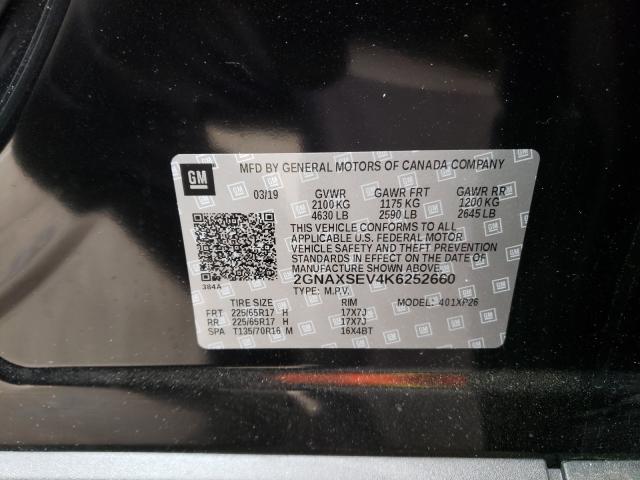 MFD BY GENERAL MOTORS OF CANADA COMPANY
GM
03/19 GVWR GAWR FRT GAWR RR
2100 KG 1175 KG 1200 KG
4630 LB 2590 LB 2645 LB
THIS VEHICLE CONFORMS TO ALL
APPLICABLE U.S. FEDERAL MOTOR
VEHICLE SAFETY AND THEFT PREVENTION
STANDARDS IN EFFECT ON THE DATE OF
MANUFACTURE SHOWN ABOVE.
384A 2GNAXSEV4K6252660
TYPE: M.P.V. MODEL: 401XP26
TIRE SIZE RIM
FRT 225/65R17 H 17X7J
RR 225/65R17 H 17X7J
SPA T135/70R16 M 16X4BT